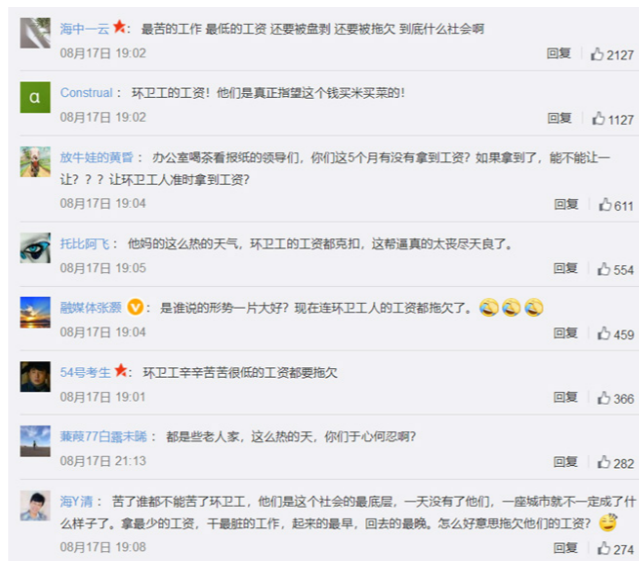 海中一云：最苦的工作 最低的工资 还要被盘剥 还要被拖欠 到底什么社会啊
08月17日 19:02 回复 2127
Construal：环卫工的工资！他们是真正指望这个钱买米买菜的！
08月17日 19:02 回复 1127
放牛娃的黄昏：办公室喝茶看报纸的领导们，你们这5个月有没有拿到工资？如果拿到了，能不能让一
让？？？让环卫工人准时拿到工资？
08月17日 19:04 回复 611
托比阿飞：他妈的这么热的天气，环卫工的工资都克扣，这帮逼真的太丧尽天良了。
08月17日 19:05 回复 554
融媒体张灏：是谁说的形势一片大好？现在连环卫工人的工资都拖欠了。
08月17日 19:04 回复 459
54号考生：环卫工辛辛苦苦很低的工资都要拖欠
08月17日 19:01 回复 366
蒹葭77白露未晞：都是些老人家，这么热的天，你们于心何忍啊？
08月17日 21:13 回复 282
海Y清：苦了谁都不能苦了环卫工，他们是这个社会的最底层，一天没有了他们，一座城市就不一定成了什
么样子了。拿最少的工资，干最脏的工作，起来的最早，回去的最晚。怎么好意思拖欠他们的工资？
08月17日 19:08 回复 274